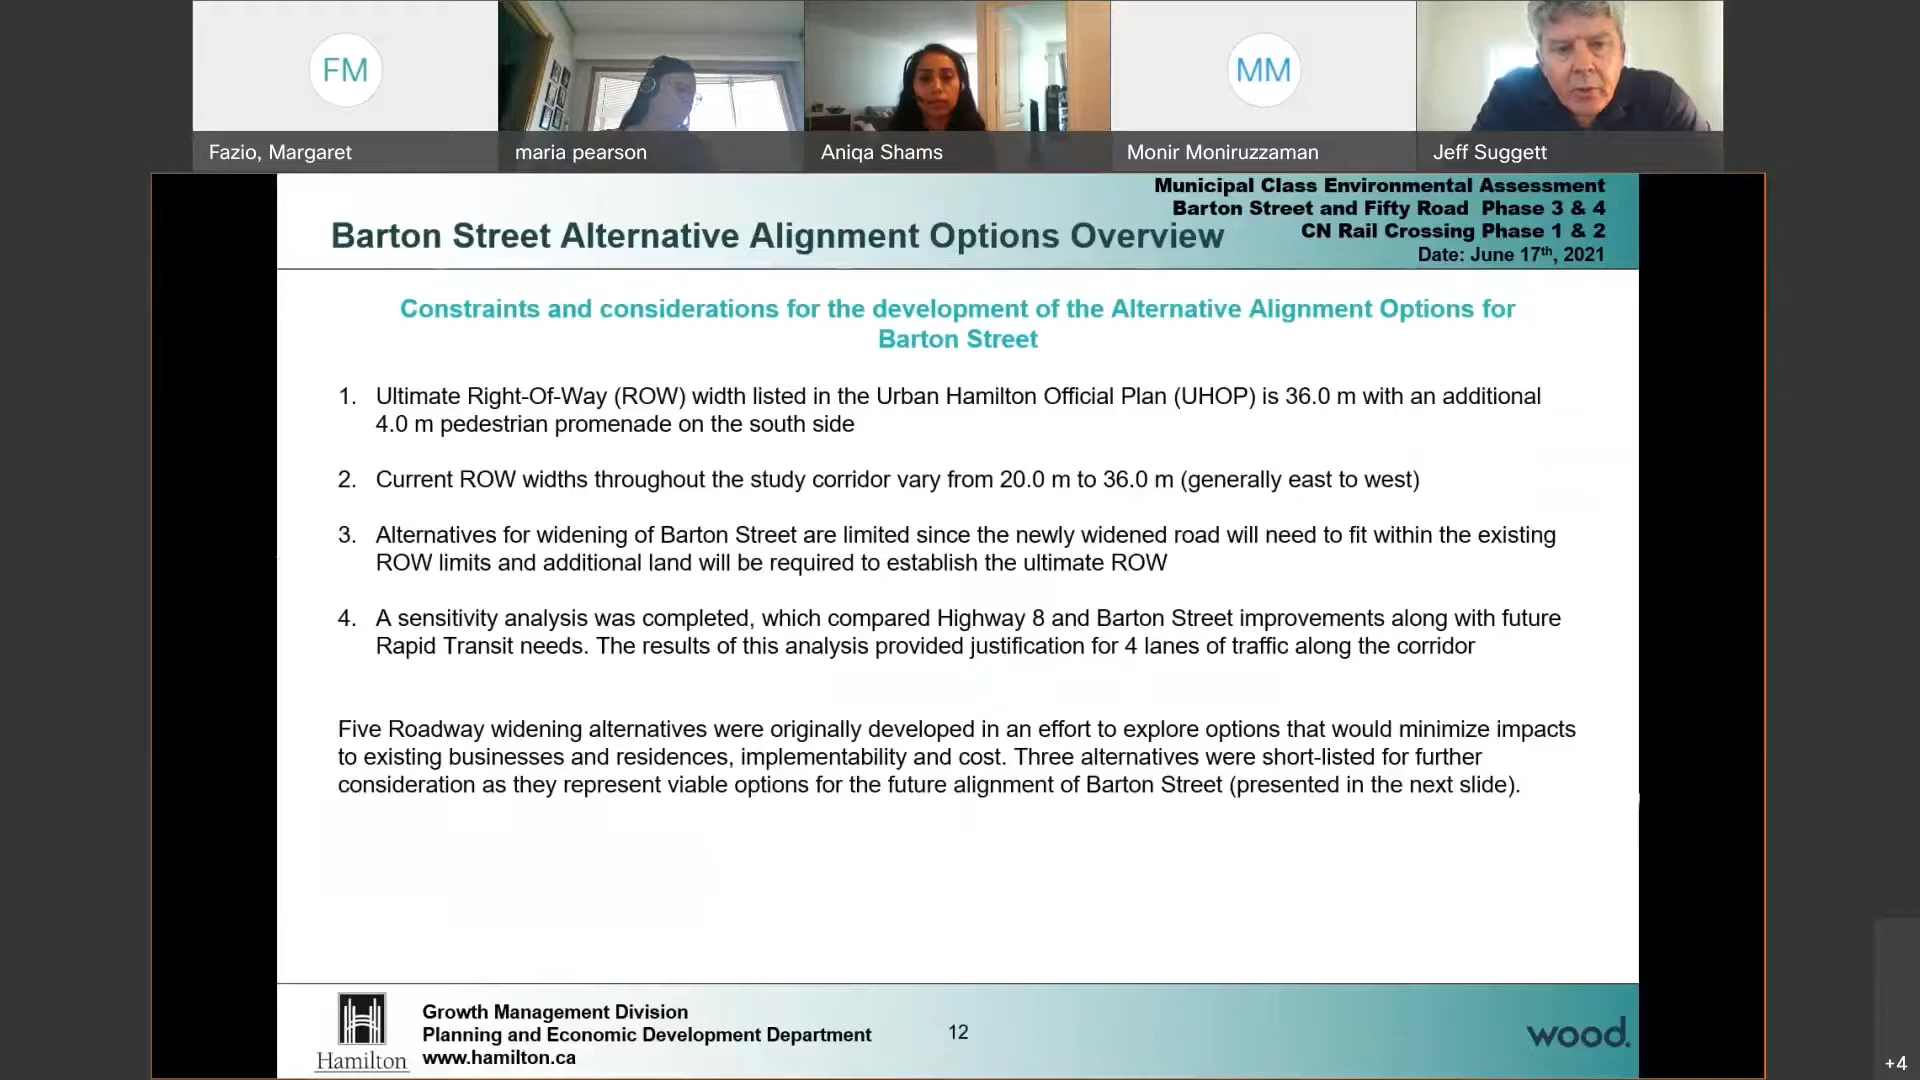 FM
MM
Fazio, Margaret
maria pearson
Aniqa Shams
Monir Moniruzzaman
Jeff Suggett
Municipal Class Environmental Assessment
Barton Street and Fifty Road Phase 3 & 4
CN Rail Crossing Phase 1 & 2
Date: June 17th, 2021
Barton Street Alternative Alignment Options Overview
Constraints and considerations for the development of the Alternative Alignment Options for
Barton Street
1. Ultimate Right-Of-Way (ROW) width listed in the Urban Hamilton Official Plan (UHOP) is 36.0 m with an additional
4.0 m pedestrian promenade on the south side
2. Current ROW widths throughout the study corridor vary from 20.0 m to 36.0 m (generally east to west)
3. Alternatives for widening of Barton Street are limited since the newly widened road will need to fit within the existing
ROW limits and additional land will be required to establish the ultimate ROW
4. A sensitivity analysis was completed, which compared Highway 8 and Barton Street improvements along with future
Rapid Transit needs. The results of this analysis provided justification for 4 lanes of traffic along the corridor
Five Roadway widening alternatives were originally developed in an effort to explore options that would minimize impacts
to existing businesses and residences, implementability and cost. Three alternatives were short-listed for further
consideration as they represent viable options for the future alignment of Barton Street (presented in the next slide).
Hamilton
Growth Management Division
Planning and Economic Development Department
www.hamilton.ca
12
wood.
+4